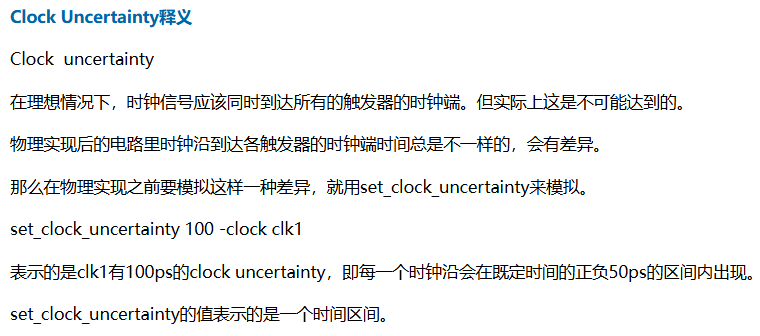 Clock Uncertainty释义
Clock  uncertainty
在理想情况下，时钟信号应该同时到达所有的触发器的时钟端。但实际上这是不可能达到的。
物理实现后的电路里时钟沿到达各触发器的时钟端时间总是不一样的，会有差异。
那么在物理实现之前要模拟这样一种差异，就用set_clock_uncertainty来模拟。
set_clock_uncertainty 100 -clock clk1
表示的是clk1有100ps的clock uncertainty，即每一个时钟沿会在既定时间的正负50ps的区间内出现。
set_clock_uncertainty的值表示的是一个时间区间。